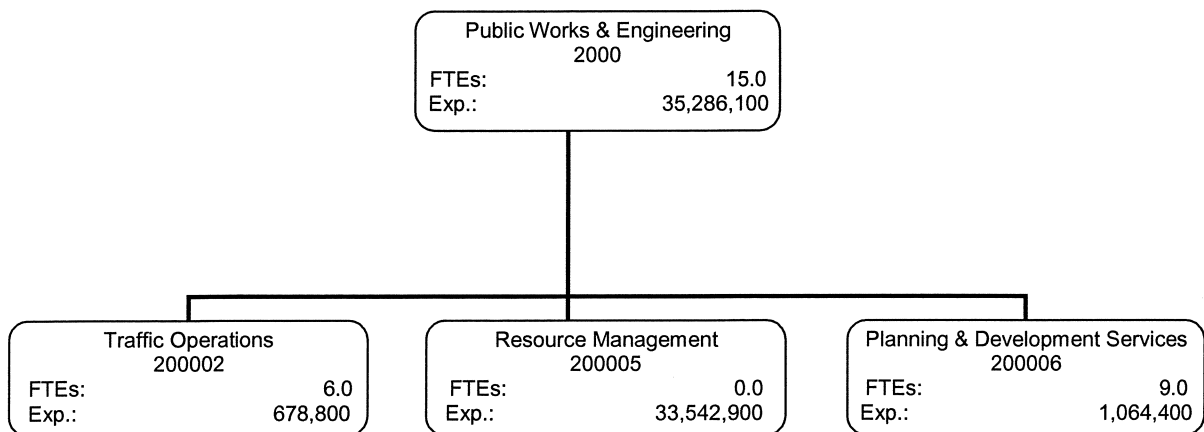 Public Works & Engineering
2000
FTEs: 15.0
Exp.: 35,286,100
Traffic Operations
200002
FTEs: 6.0
Exp.: 678,800
Resource Management
200005
FTEs: 0.0
Exp.: 33,542,900
Planning & Development Services
200006
FTEs: 9.0
Exp.: 1,064,400